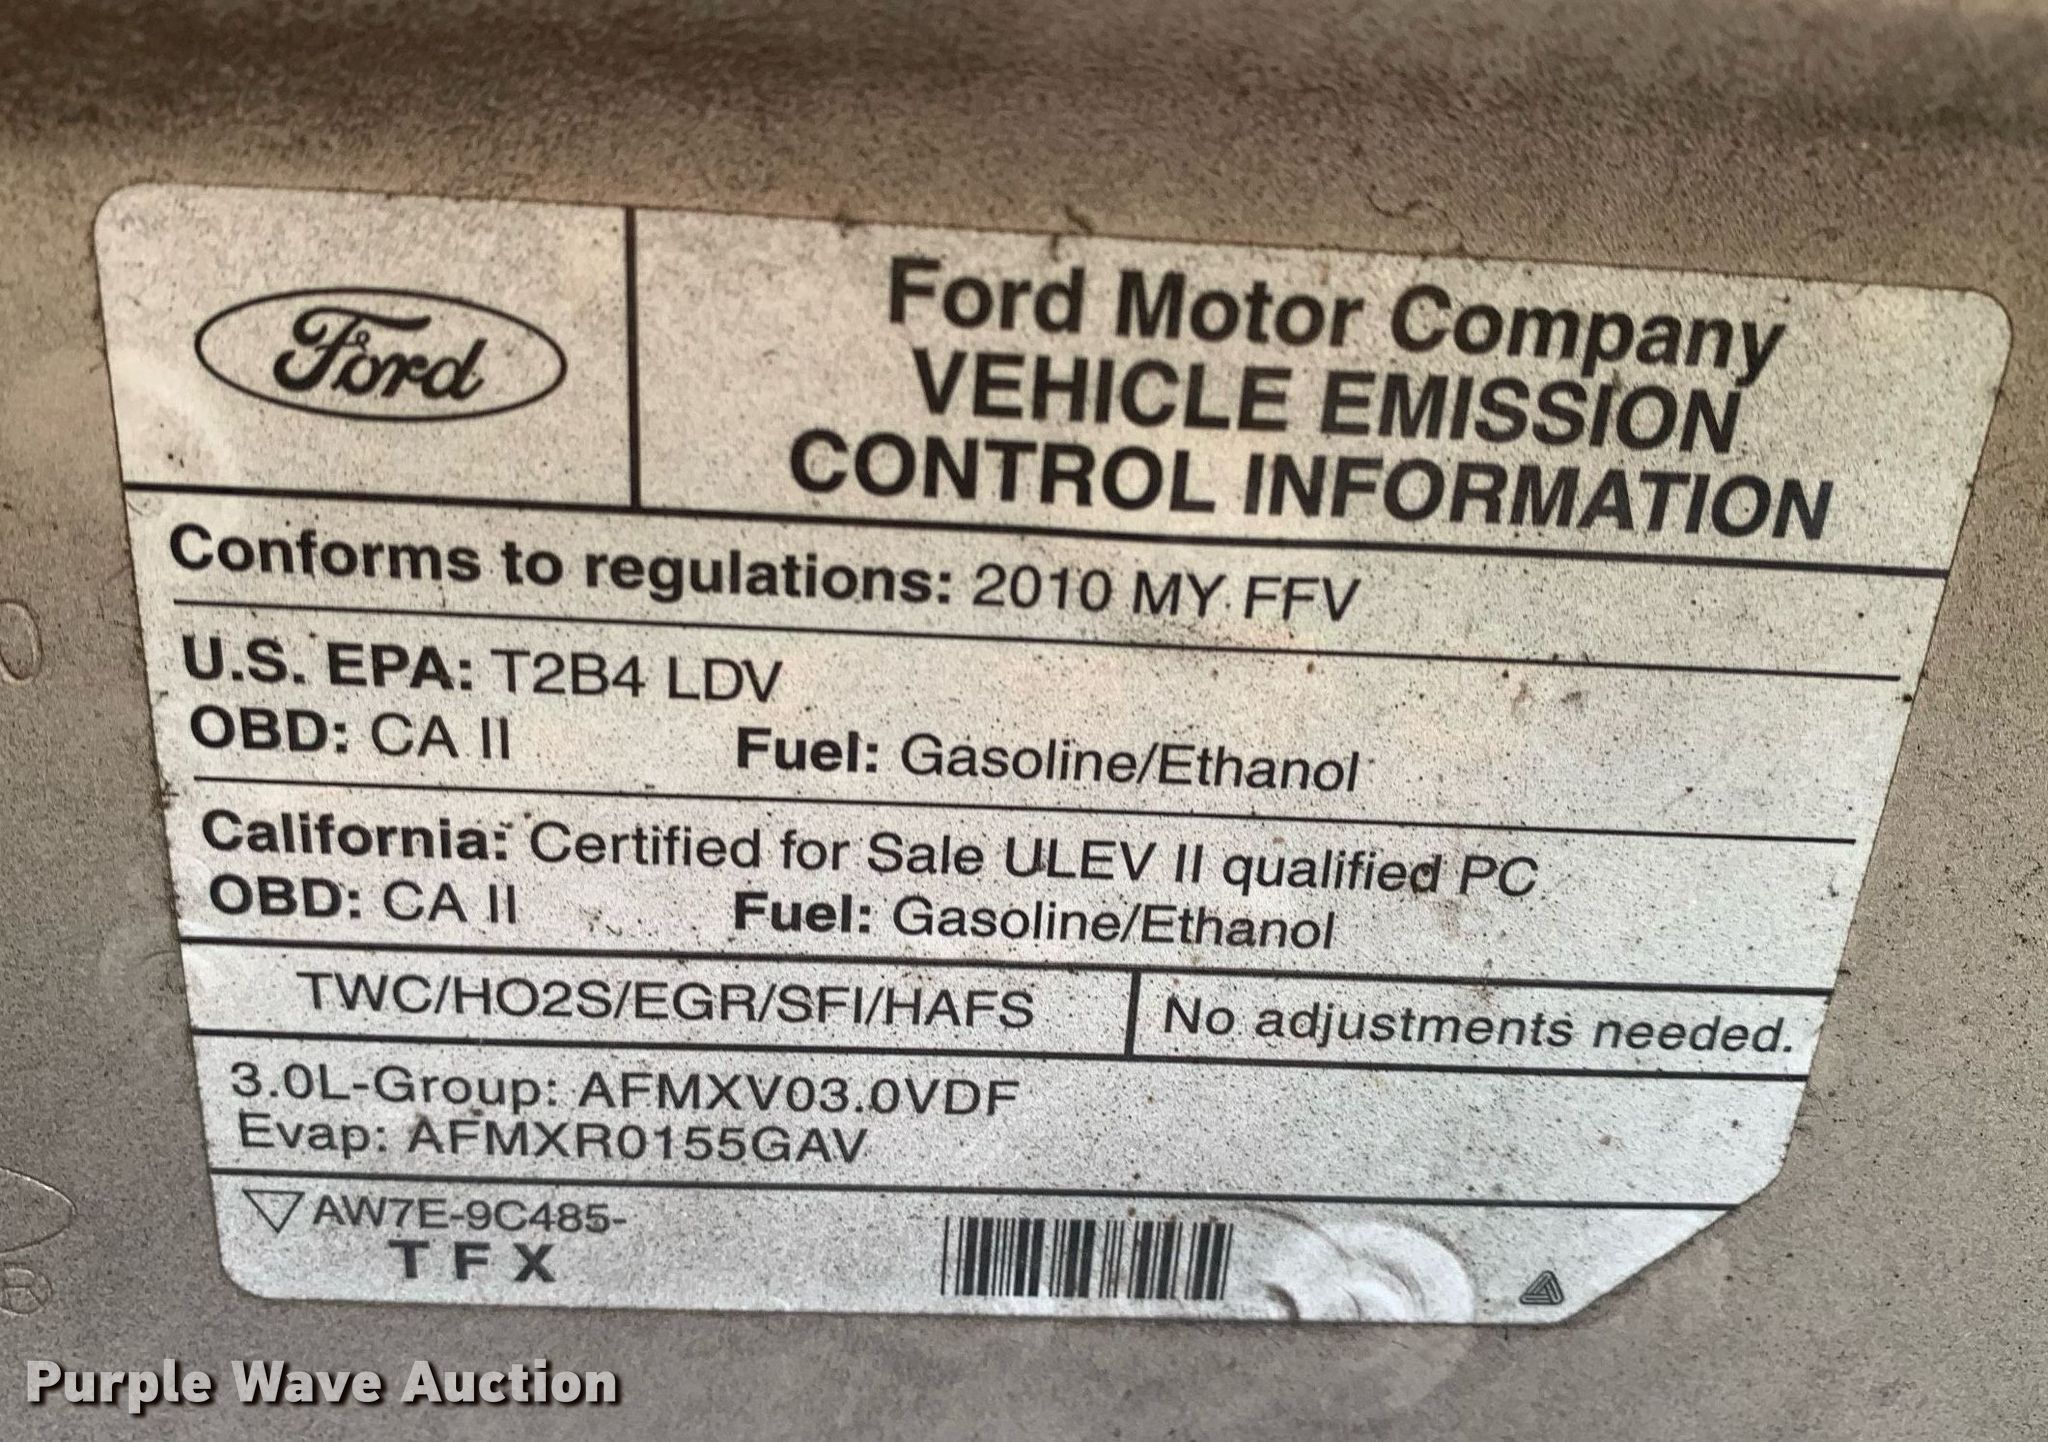 Ford
Ford Motor Company
VEHICLE EMISSION
CONTROL INFORMATION
Conforms to regulations: 2010 MY FFV
U.S. EPA: T2B4 LDV
OBD: CA II Fuel: Gasoline/Ethanol
California: Certified for Sale ULEV II qualified PC
OBD: CA II Fuel: Gasoline/Ethanol
TWC/HO2S/EGR/SFI/HAFS No adjustments needed.
3.0L-Group: AFMXV03.0VDF
Evap: AFMXR0155GAV
AW7E-9C485-
T F X
Purple Wave Auction